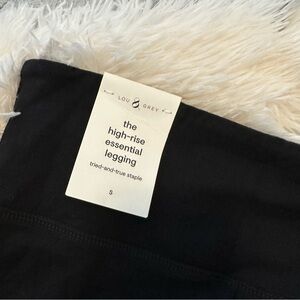 LOU & GREY
the
high-rise
essential
legging
tried-and-true staple
S